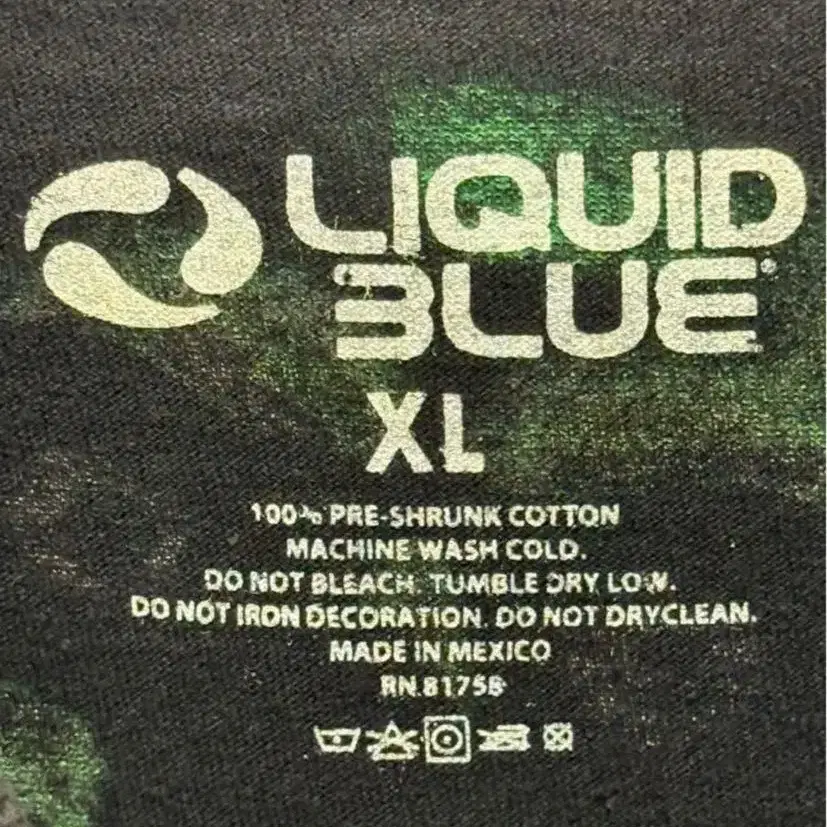 LIQUID
BLUE®
XL
100% PRE-SHRUNK COTTON
MACHINE WASH COLD.
DO NOT BLEACH. TUMBLE DRY LOW.
DO NOT IRON DECORATION. DO NOT DRYCLEAN.
MADE IN MEXICO
RN.81758